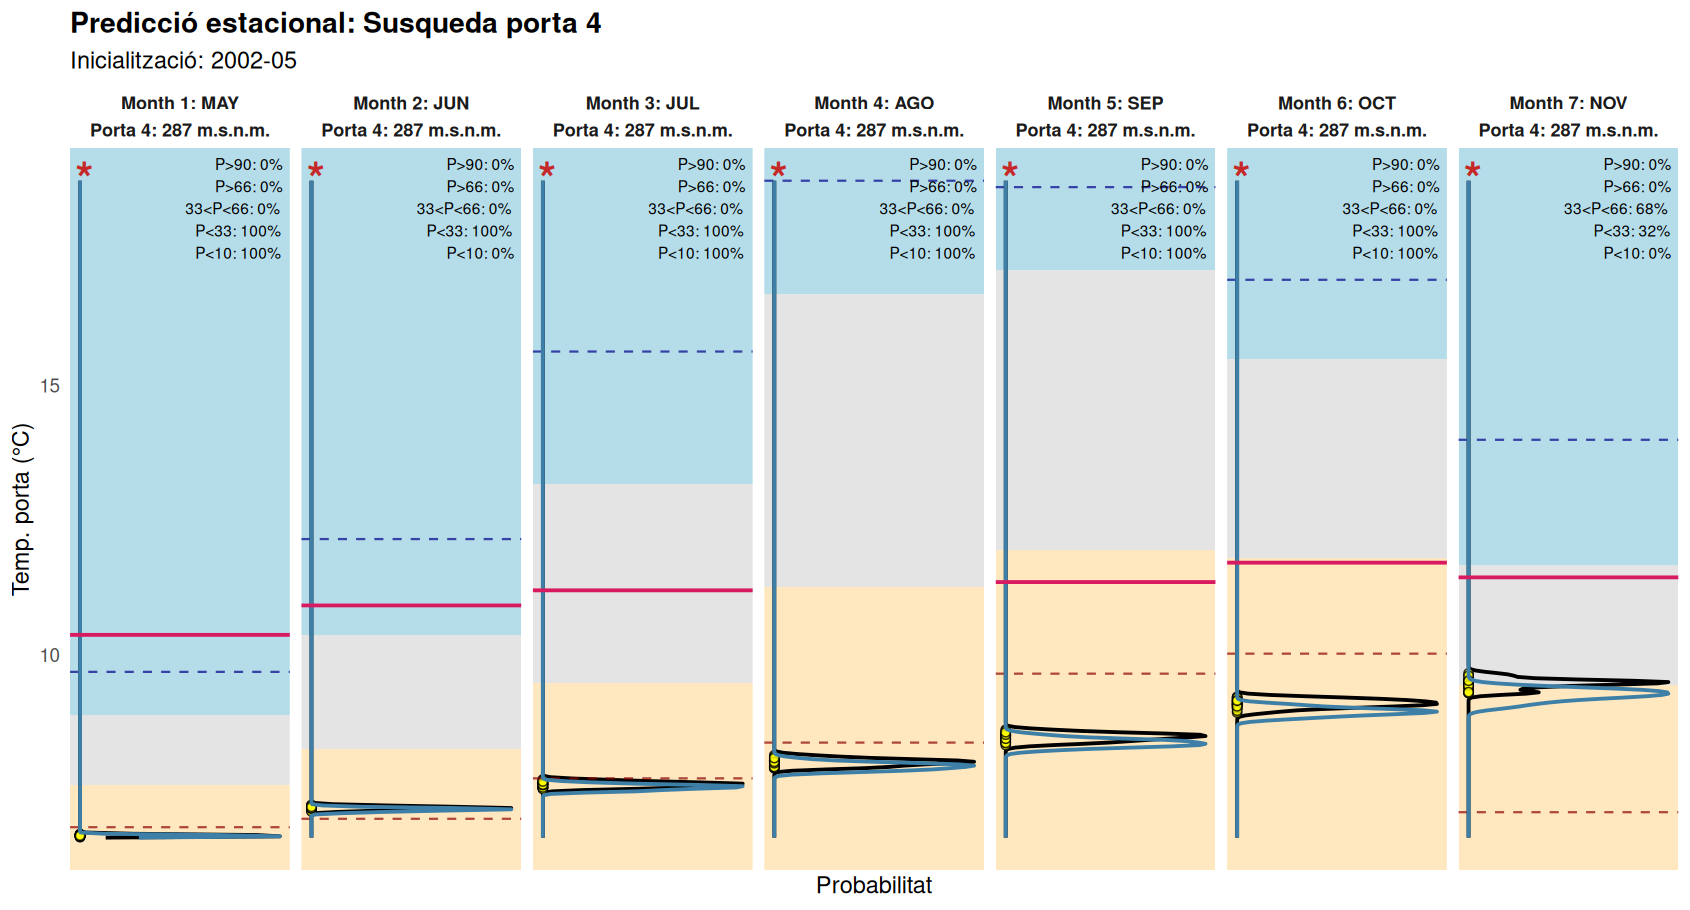 Predicció estacional: Susqueda porta 4
Inicialització: 2002-05
Month 1: MAY
Porta 4: 287 m.s.n.m.
Month 2: JUN
Porta 4: 287 m.s.n.m.
Month 3: JUL
Porta 4: 287 m.s.n.m.
Month 4: AGO
Porta 4: 287 m.s.n.m.
Month 5: SEP
Porta 4: 287 m.s.n.m.
Month 6: OCT
Porta 4: 287 m.s.n.m.
Month 7: NOV
Porta 4: 287 m.s.n.m.
*
P>90: 0%
P>66: 0%
33<P<66: 0%
P<33: 100%
P<10: 100%
*
P>90: 0%
P>66: 0%
33<P<66: 0%
P<33: 100%
P<10: 0%
*
P>90: 0%
P>66: 0%
33<P<66: 0%
P<33: 100%
P<10: 100%
*
P>90: 0%
P>66: 0%
33<P<66: 0%
P<33: 100%
P<10: 100%
*
P>90: 0%
P>66: 0%
33<P<66: 0%
P<33: 100%
P<10: 100%
*
P>90: 0%
P>66: 0%
33<P<66: 0%
P<33: 100%
P<10: 100%
*
P>90: 0%
P>66: 0%
33<P<66: 68%
P<33: 32%
P<10: 0%
15
10
Temp. porta (°C)
Probabilitat